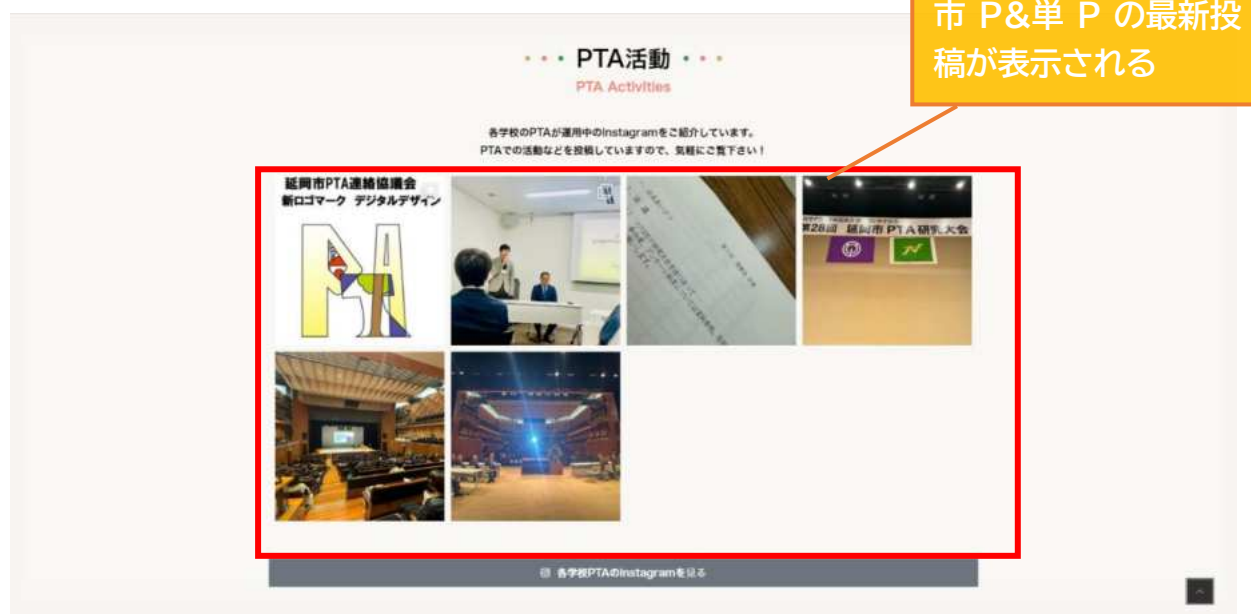 市 P&単 P の最新投
稿が表示される
・・・ PTA活動 ・・・
PTA Activities
各学校のPTAが運用中のInstagramをご紹介しています。
PTAでの活動などを投稿していますので、気軽にご覧下さい！
延岡市PTA連絡協議会
新ロゴマーク デジタルデザイン
PTA
第28回 延岡市PTA研究大会
各学校PTAのInstagramを見る